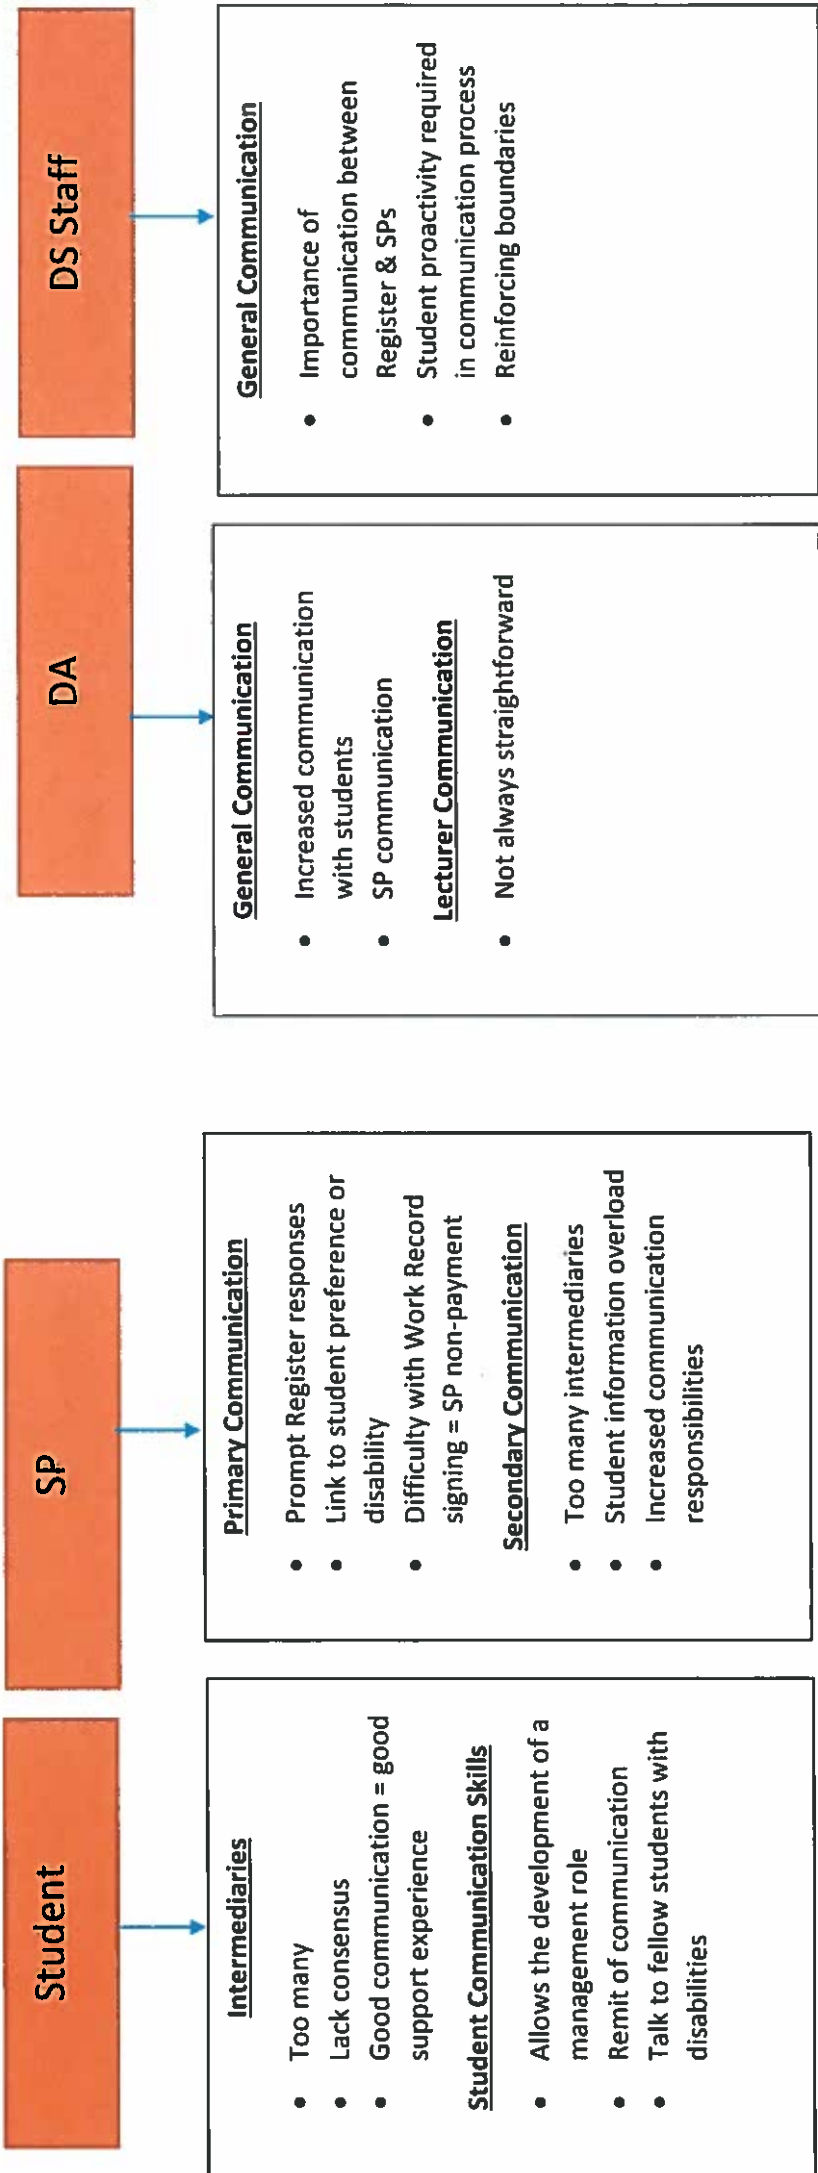 Student
Intermediaries
• Too many
• Lack consensus
• Good communication = good
support experience
Student Communication Skills
• Allows the development of a
management role
• Remit of communication
• Talk to fellow students with
disabilities
SP
Primary Communication
• Prompt Register responses
• Link to student preference or
disability
• Difficulty with Work Record
signing = SP non-payment
Secondary Communication
• Too many intermediaries
• Student information overload
• Increased communication
responsibilities
DA
General Communication
• Increased communication
with students
• SP communication
Lecturer Communication
• Not always straightforward
DS Staff
General Communication
• Importance of
communication between
Register & SPs
• Student proactivity required
in communication process
• Reinforcing boundaries